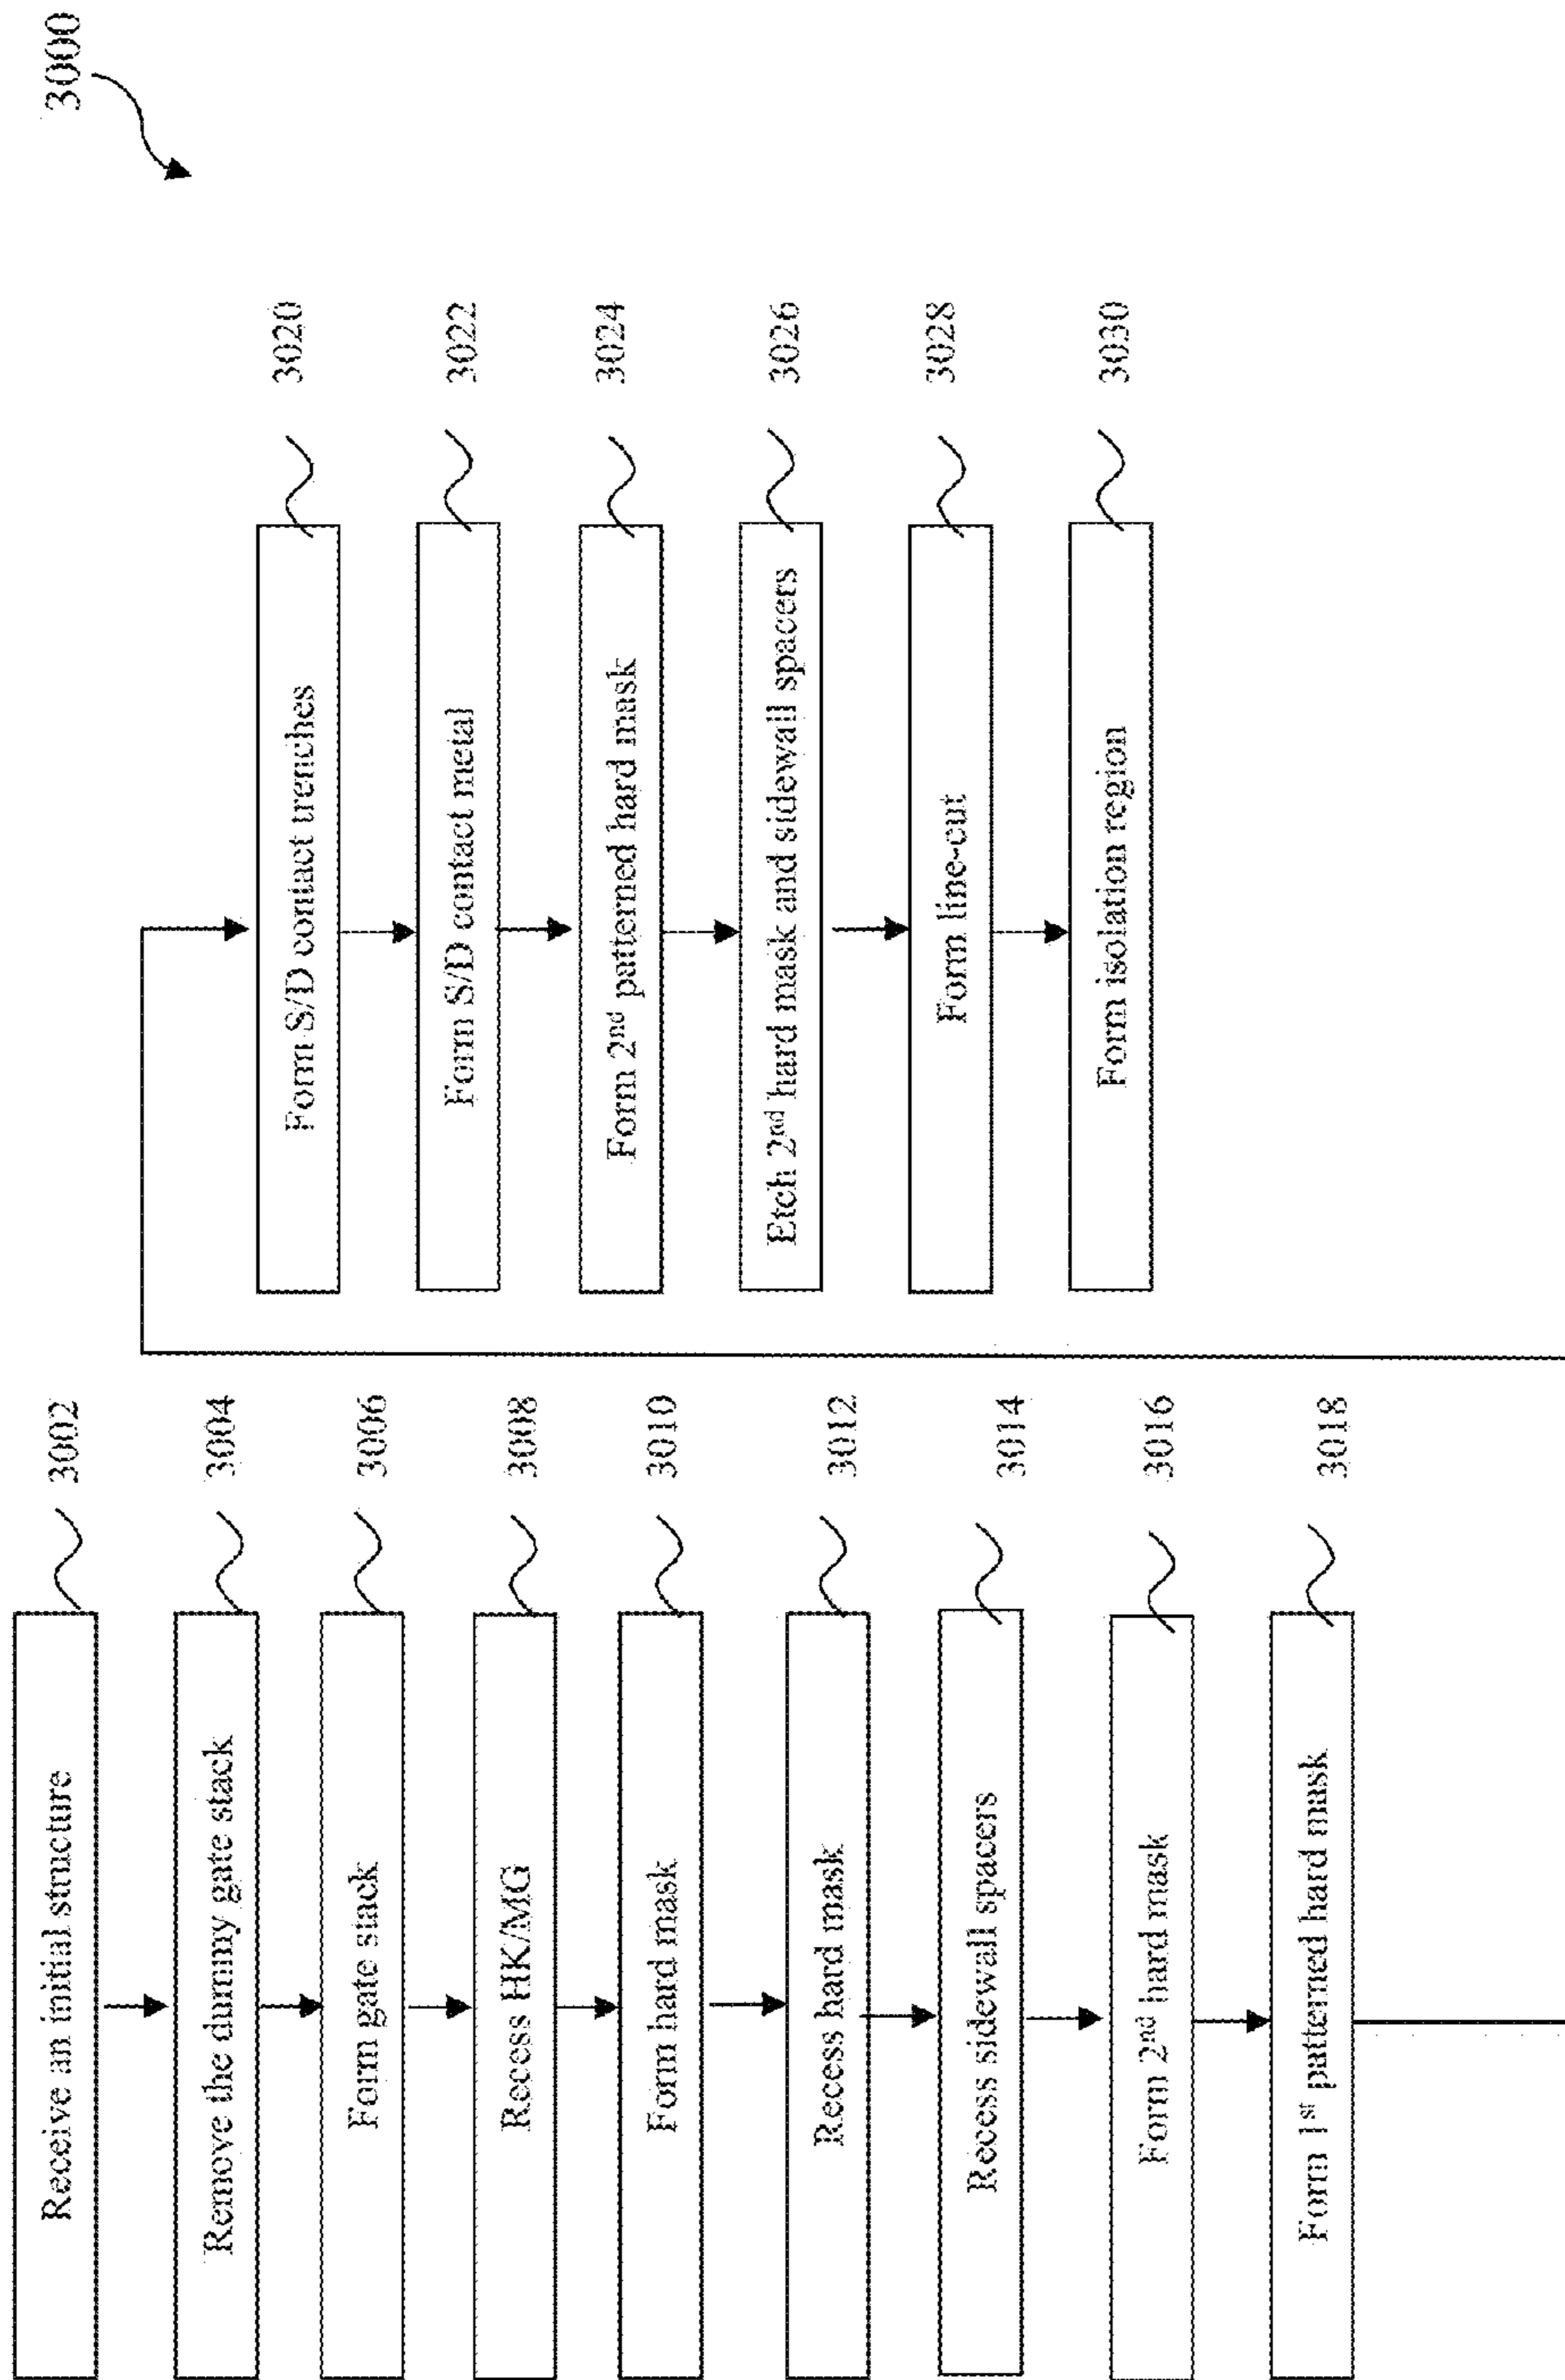 3000
Receive an initial structure
3002
Remove the dummy gate stack
3004
Form gate stack
3006
Recess HK/MG
3008
Form hard mask
3010
Recess hard mask
3012
Recess sidewall spacers
3014
Form 2nd hard mask
3016
Form 1st patterned hard mask
3018
Form S/D contact trenches
3020
Form S/D contact metal
3022
Form 2nd patterned hard mask
3024
Etch 2nd hard mask and sidewall spacers
3026
Form line-cut
3028
Form isolation region
3030